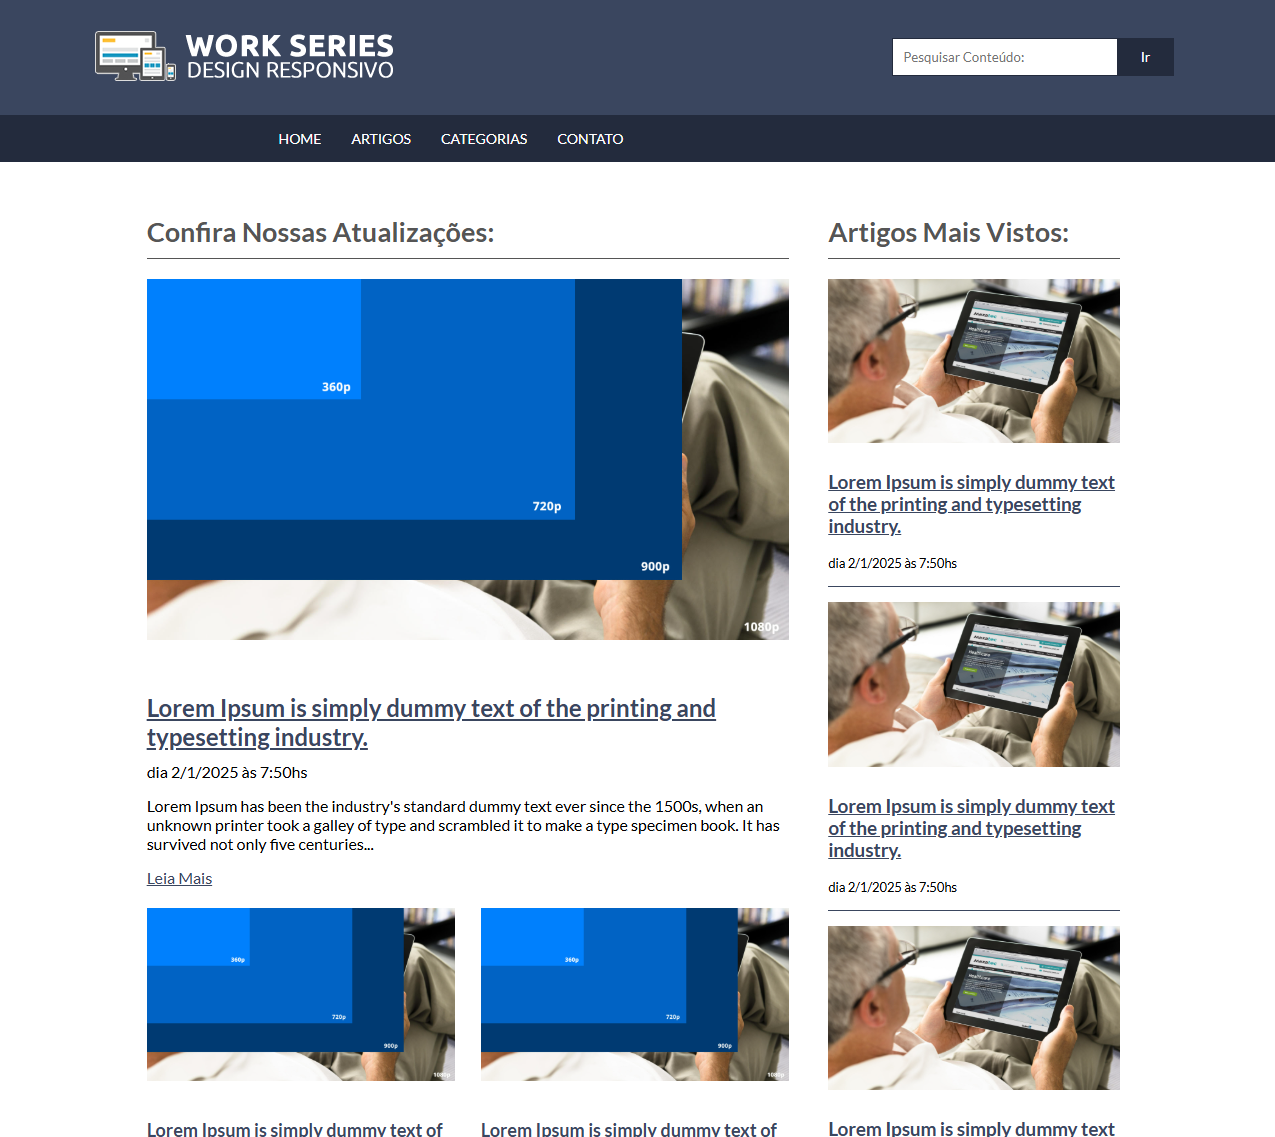 WORK SERIES
DESIGN RESPONSIVO
Pesquisar Conteúdo:
Ir
HOME
ARTIGOS
CATEGORIAS
CONTATO
Confira Nossas Atualizações:
360p
720p
900p
1080p
Lorem Ipsum is simply dummy text of the printing and
typesetting industry.
dia 2/1/2025 às 7:50hs
Lorem Ipsum has been the industry's standard dummy text ever since the 1500s, when an
unknown printer took a galley of type and scrambled it to make a type specimen book. It has
survived not only five centuries...
Leia Mais
360p
720p
900p
1080p
Lorem Ipsum is simply dummy text of
360p
720p
900p
1080p
Lorem Ipsum is simply dummy text of
Artigos Mais Vistos:
Healthcare
Lorem Ipsum is simply dummy text
of the printing and typesetting
industry.
dia 2/1/2025 às 7:50hs
Healthcare
Lorem Ipsum is simply dummy text
of the printing and typesetting
industry.
dia 2/1/2025 às 7:50hs
Healthcare
Lorem Ipsum is simply dummy text